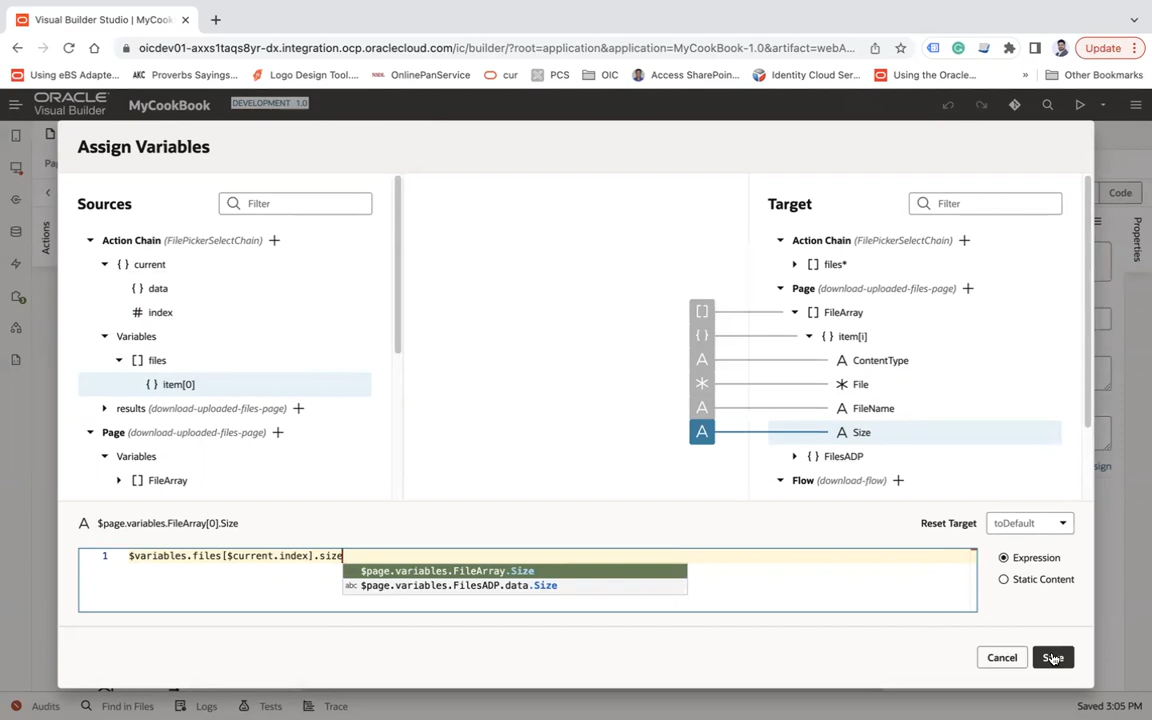 Visual Builder Studio | MyCook
oicdev01-axxs1taqs8yr-dx.integration.ocp.oraclecloud.com/ic/builder/?root=application&application=MyCookBook-1.0&artifact=webA...
Update
Using eBS Adapte...
AKC Proverbs Sayings...
Logo Design Tool....
OnlinePanService
cur
PCS
OIC
Access SharePoin...
Identity Cloud Ser...
Using the Oracle...
»
Other Bookmarks
ORACLE
Visual Builder
MyCookBook
DEVELOPMENT 1.0
Pa
Code
Actions
Properties
Assign Variables
Sources
Filter
Target
Filter
Action Chain (FilePickerSelectChain) +
{ } current
{ } data
# index
Variables
[ ] files
{ } item[0]
results (download-uploaded-files-page) +
Page (download-uploaded-files-page) +
Variables
[ ] FileArray
Action Chain (FilePickerSelectChain) +
[ ] files*
Page (download-uploaded-files-page) +
[ ] FileArray
{ } item[i]
A ContentType
File
A FileName
A Size
{ } FilesADP
Flow (download-flow) +
A $page.variables.FileArray[0].Size
Reset Target
toDefault
1 $variables.files[$current.index].size
$page.variables.FileArray.Size
abc $page.variables.FilesADP.data.Size
Expression
Static Content
sign
Cancel
Audits
Find in Files
Logs
Tests
Trace
Saved 3:05 PM